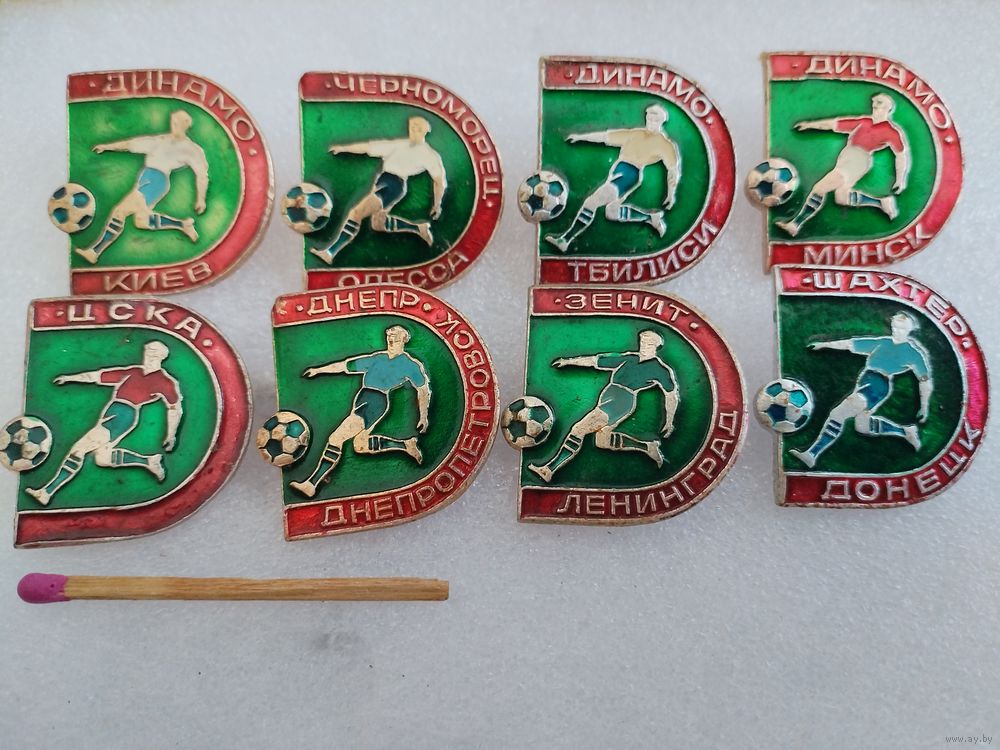 ·ДИНАМО·
КИЕВ
·ЧЕРНОМОРЕЦ·
ОДЕССА
·ДИНАМО·
ТБИЛИСИ
·ДИНАМО·
МИНСК
·ЦСКА·
·ДНЕПР·
ДНЕПРОПЕТРОВСК
·ЗЕНИТ·
ЛЕНИНГРАД
·ШАХТЕР·
ДОНЕЦК
www.ay.by